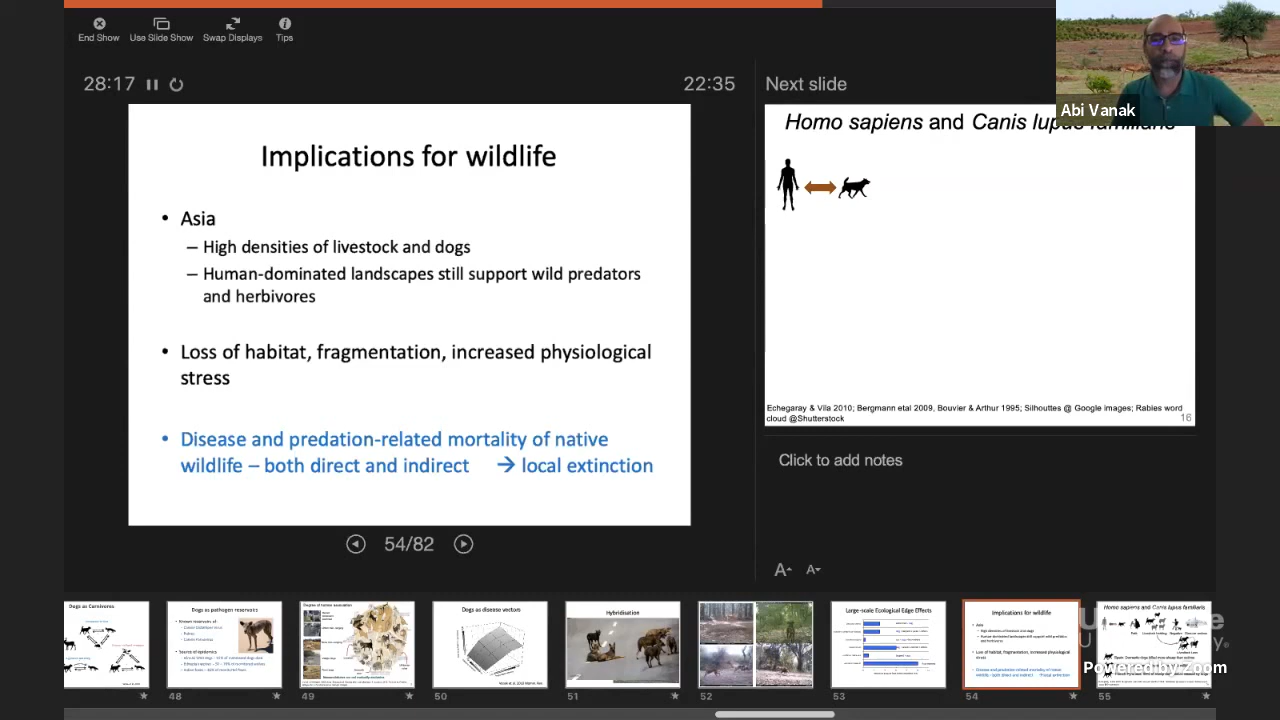 End Show
Use Slide Show
Swap Displays
Tips
28:17
22:35
Implications for wildlife
• Asia
– High densities of livestock and dogs
– Human-dominated landscapes still support wild predators
and herbivores
• Loss of habitat, fragmentation, increased physiological
stress
• Disease and predation-related mortality of native
wildlife – both direct and indirect → local extinction
54/82
Next slide
Abi Vanak
Homo sapiens and Canis lupus familiaris
Echegaray & Vila 2010; Bergmann etal 2009, Bouvier & Arthur 1995; Silhouttes @ Google images; Rabies word
cloud @Shutterstock
16
Click to add notes
A A
Dogs as Carnivores
48
Dogs as pathogen reservoirs
49
50
Dogs as disease vectors
51
Hybridisation
52
53
Large-scale Ecological Edge Effects
54
Implications for wildlife
55
Homo sapiens and Canis lupus familiaris
Powered by Zoom